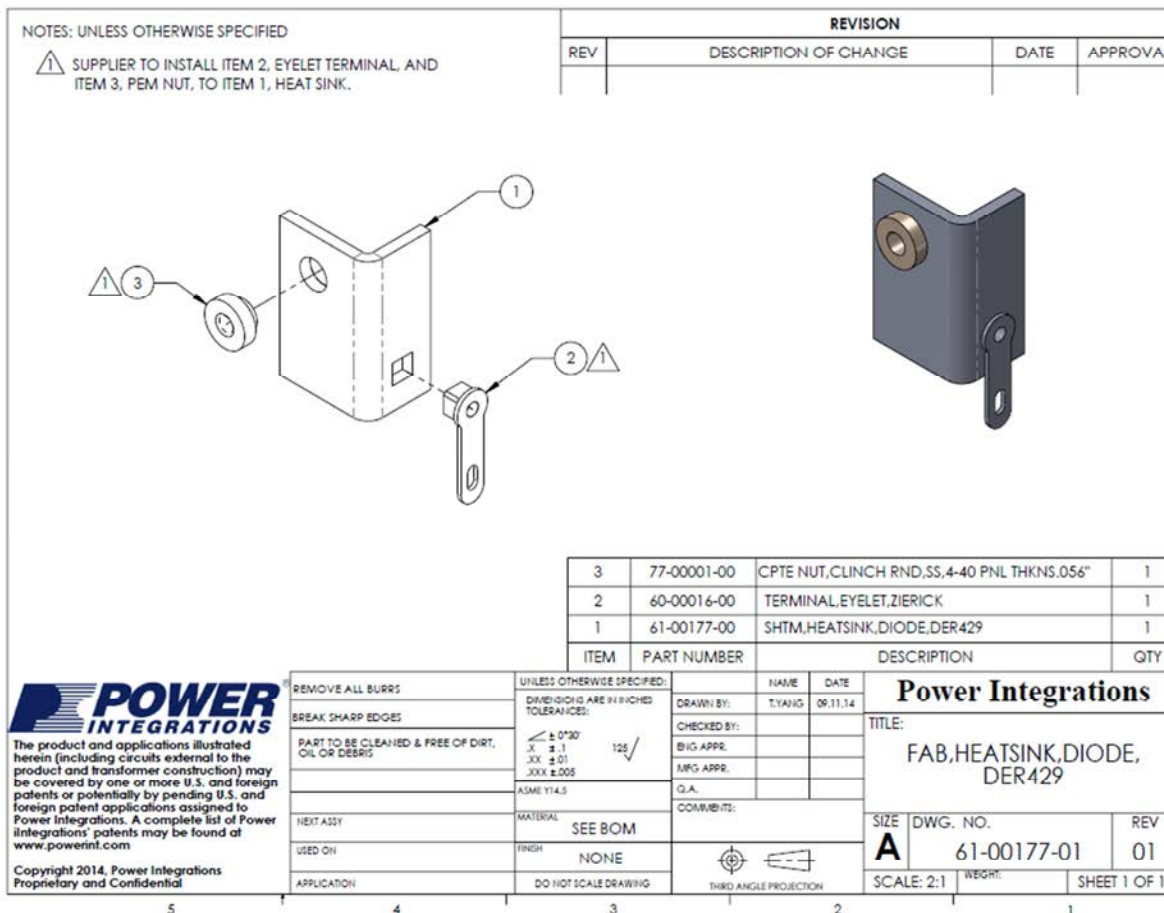 NOTES: UNLESS OTHERWISE SPECIFIED
1 SUPPLIER TO INSTALL ITEM 2, EYELET TERMINAL, AND
ITEM 3, PEM NUT, TO ITEM 1, HEAT SINK.
REVISION
REV DESCRIPTION OF CHANGE DATE APPROVA
1
1 3
2 1
3 77-00001-00 CPTE NUT,CLINCH RND,SS,4-40 PNL THKNS.056" 1
2 60-00016-00 TERMINAL,EYELET,ZIERICK 1
1 61-00177-00 SHTM,HEATSINK,DIODE,DER429 1
ITEM PART NUMBER DESCRIPTION QTY
POWER
INTEGRATIONS
®
The product and applications illustrated
herein (including circuits external to the
product and transformer construction) may
be covered by one or more U.S. and foreign
patents or potentially by pending U.S. and
foreign patent applications assigned to
Power Integrations. A complete list of Power
iIntegrations' patents may be found at
www.powerint.com
Copyright 2014, Power Integrations
Proprietary and Confidential
REMOVE ALL BURRS
BREAK SHARP EDGES
PART TO BE CLEANED & FREE OF DIRT,
OIL OR DEBRIS
NEXT ASSY
USED ON
APPLICATION
UNLESS OTHERWISE SPECIFIED:
DIMENSIONS ARE IN INCHES
TOLERANCES:
∠ ± 0°30'
.X ± .1
.XX ±.01
.XXX ±.005
125
ASME Y14.5
MATERIAL
SEE BOM
FINISH
NONE
DO NOT SCALE DRAWING
NAME DATE
DRAWN BY: T.YANG 09.11.14
CHECKED BY:
ENG APPR.
MFG APPR.
Q.A.
COMMENTS:
THIRD ANGLE PROJECTION
Power Integrations
TITLE:
FAB,HEATSINK,DIODE,
DER429
SIZE DWG. NO. REV
A 61-00177-01 01
SCALE: 2:1 WEIGHT: SHEET 1 OF 1
5 4 3 2 1